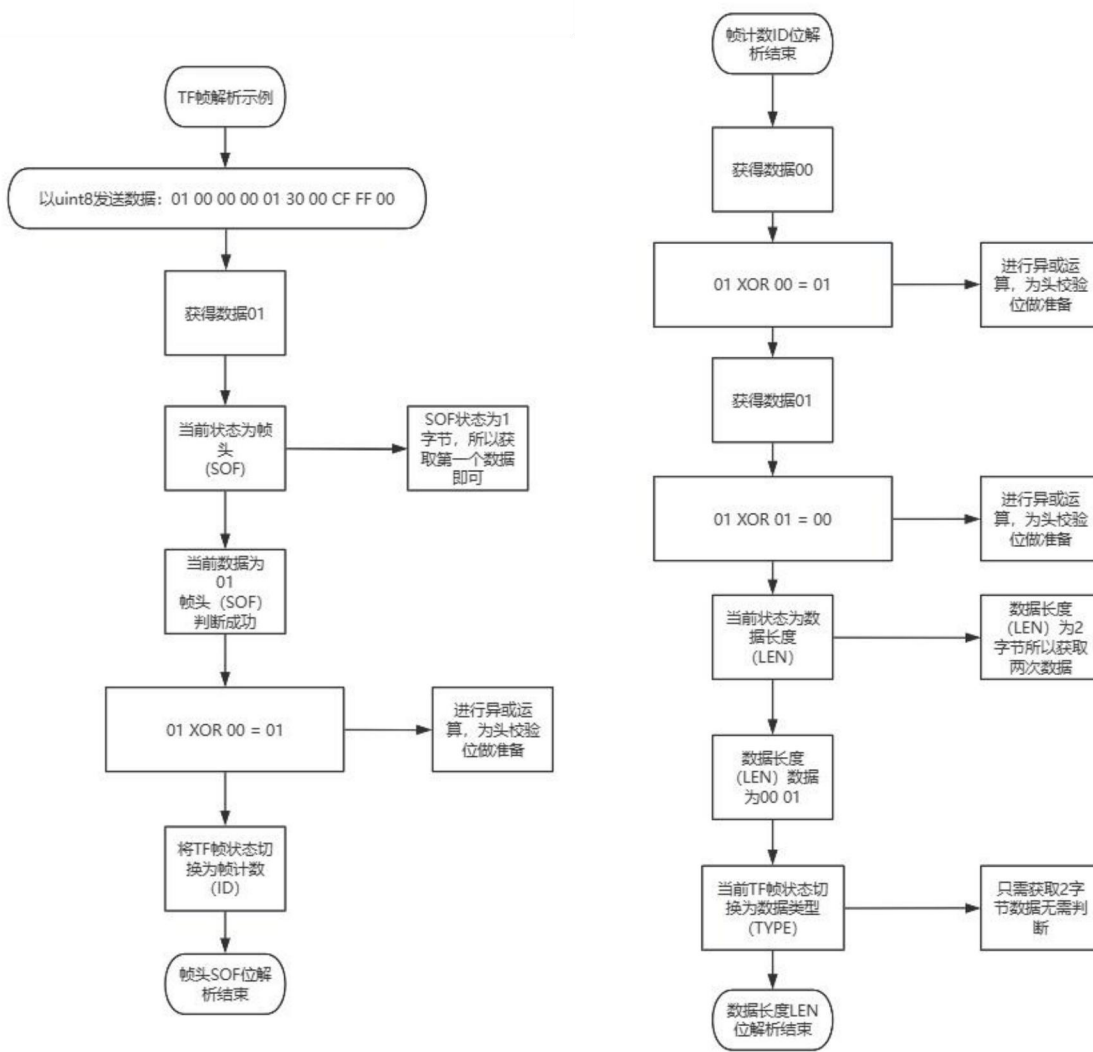 TF帧解析示例
以uint8发送数据：01 00 00 00 01 30 00 CF FF 00
获得数据01
当前状态为帧
头
(SOF)
SOF状态为1
字节，所以获
取第一个数据
即可
当前数据为
01
帧头（SOF）
判断成功
01 XOR 00 = 01
进行异或运
算，为头校验
位做准备
将TF帧状态切
换为帧计数
（ID）
帧头SOF位解
析结束
帧计数ID位解
析结束
获得数据00
01 XOR 00 = 01
进行异或运
算，为头校验
位做准备
获得数据01
01 XOR 01 = 00
进行异或运
算，为头校验
位做准备
当前状态为数
据长度
（LEN）
数据长度
（LEN）为2
字节所以获取
两次数据
数据长度
（LEN）数据
为00 01
当前TF帧状态切
换为数据类型
（TYPE）
只需获取2字
节数据无需判
断
数据长度LEN
位解析结束